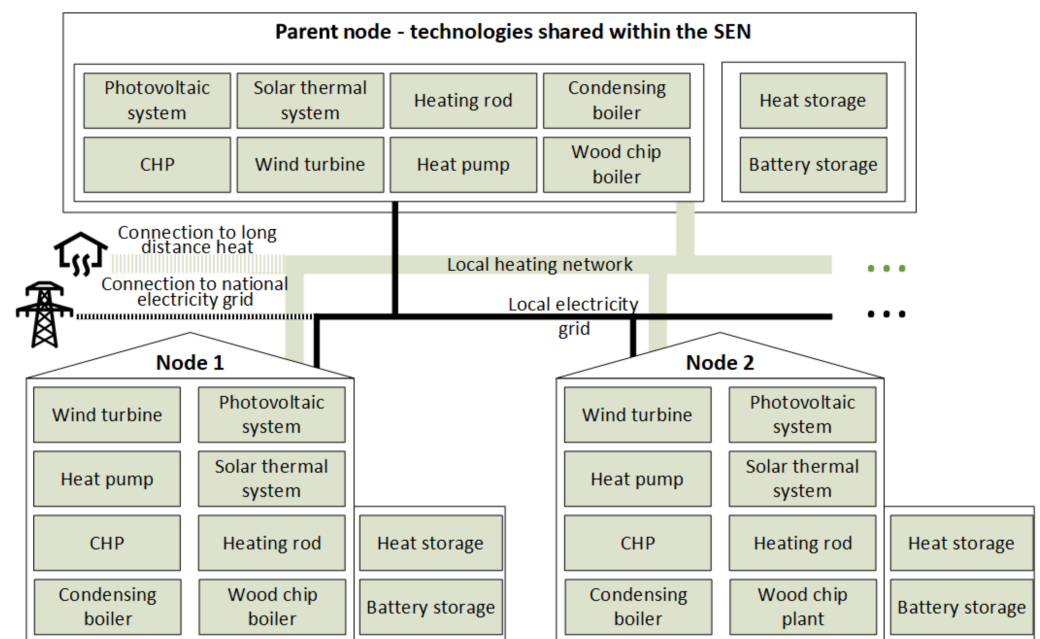 Parent node - technologies shared within the SEN
Photovoltaic
system
Solar thermal
system
Heating rod
Condensing
boiler
Heat storage
CHP
Wind turbine
Heat pump
Wood chip
boiler
Battery storage
Connection to long
distance heat
Local heating network
Connection to national
electricity grid
Local electricity
grid
Node 1
Wind turbine
Photovoltaic
system
Heat pump
Solar thermal
system
CHP
Heating rod
Heat storage
Condensing
boiler
Wood chip
boiler
Battery storage
Node 2
Wind turbine
Photovoltaic
system
Heat pump
Solar thermal
system
CHP
Heating rod
Heat storage
Condensing
boiler
Wood chip
plant
Battery storage